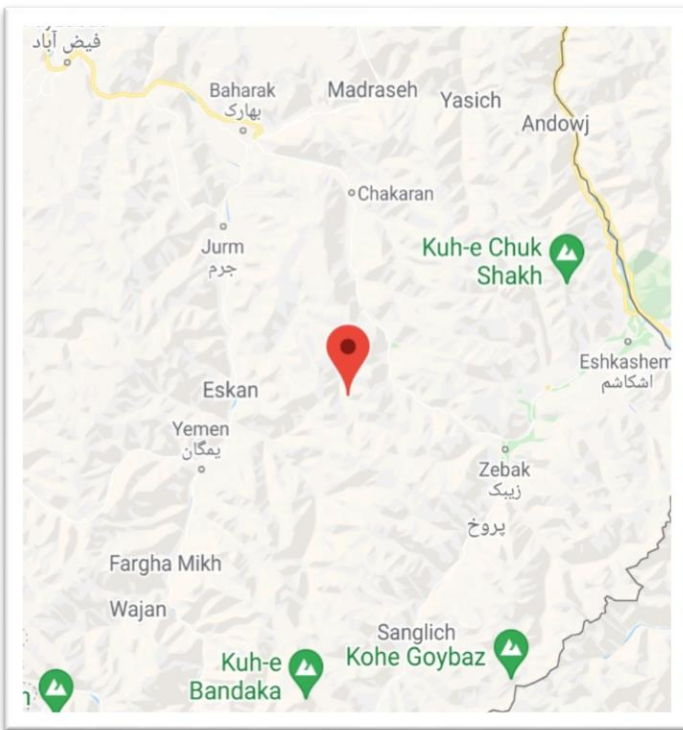 فیض آباد
Baharak
بهارک
Madraseh
Yasich
Andowj
Chakaran
Jurm
جرم
Kuh-e Chuk
Shakh
Eshkashem
اشکاشم
Eskan
Yemen
یمگان
Zebak
زیبک
پروخ
Fargha Mikh
Wajan
Sanglich
Kuh-e
Bandaka
Kohe Goybaz